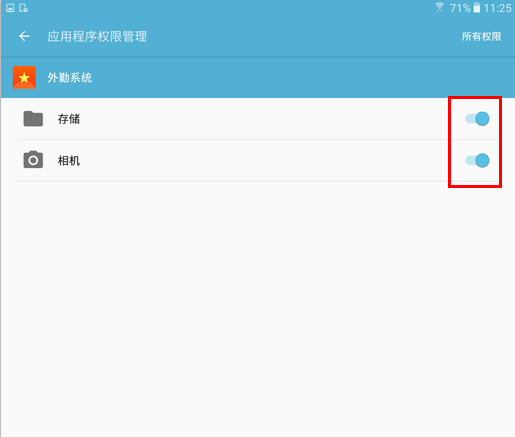 71% 11:25
应用程序权限管理 所有权限
外勤系统
存储
相机